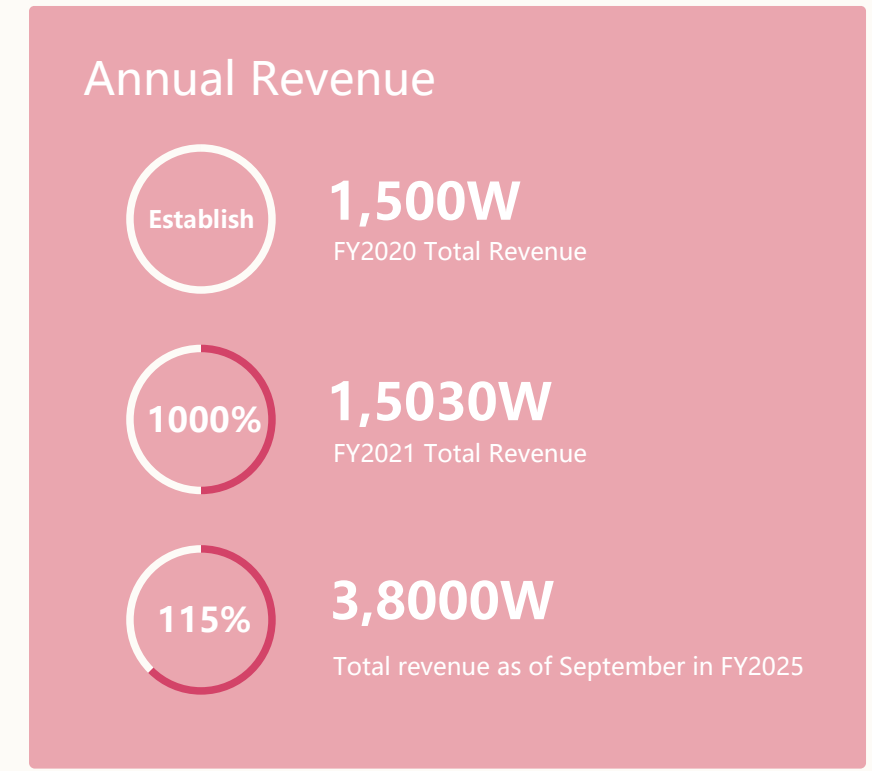 Annual Revenue
Establish
1,500W
FY2020 Total Revenue
1000%
1,5030W
FY2021 Total Revenue
115%
3,8000W
Total revenue as of September in FY2025